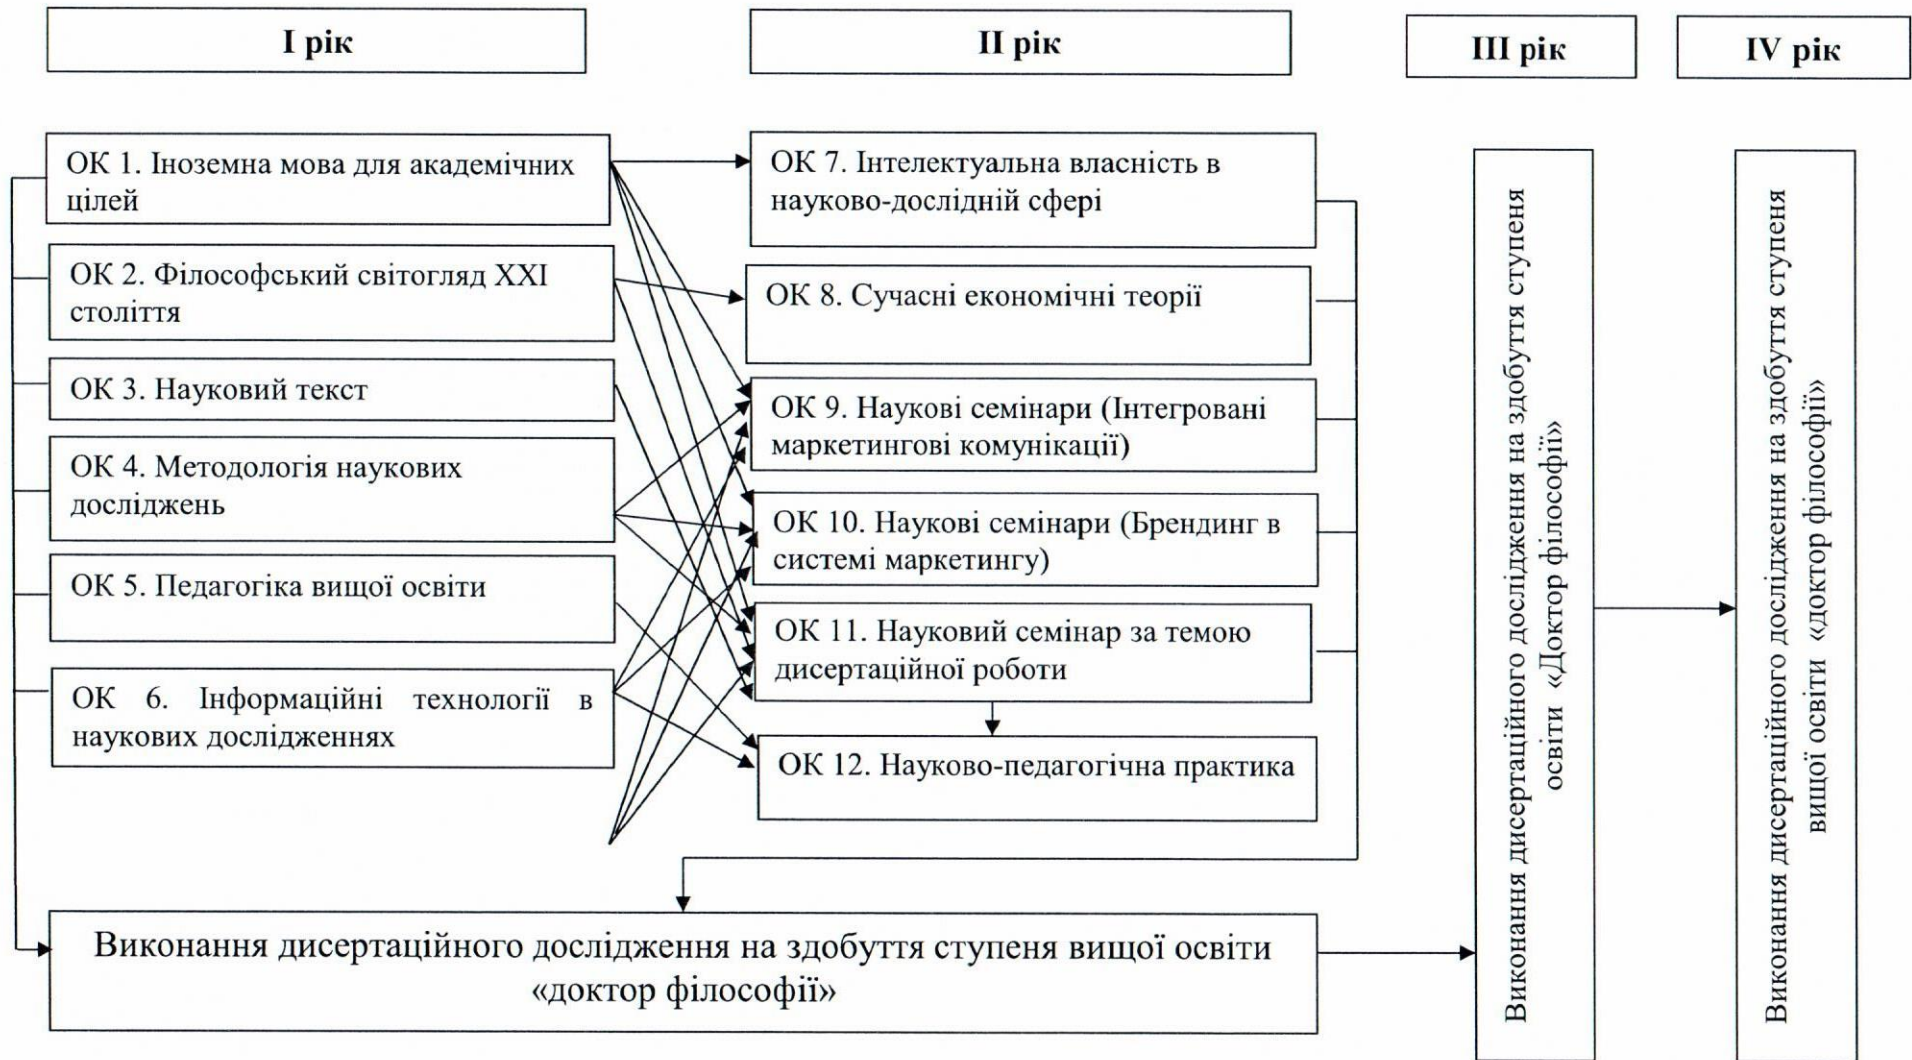 I рік
II рік
III рік
IV рік
ОК 1. Іноземна мова для академічних
цілей
ОК 2. Філософський світогляд ХХІ
століття
ОК 3. Науковий текст
ОК 4. Методологія наукових
досліджень
ОК 5. Педагогіка вищої освіти
ОК 6. Інформаційні технології в
наукових дослідженнях
ОК 7. Інтелектуальна власність в
науково-дослідній сфері
ОК 8. Сучасні економічні теорії
ОК 9. Наукові семінари (Інтегровані
маркетингові комунікації)
ОК 10. Наукові семінари (Брендинг в
системі маркетингу)
ОК 11. Науковий семінар за темою
дисертаційної роботи
ОК 12. Науково-педагогічна практика
Виконання дисертаційного дослідження на здобуття ступеня вищої освіти
«доктор філософії»
Виконання дисертаційного дослідження на здобуття ступеня
освіти «Доктор філософії»
Виконання дисертаційного дослідження на здобуття ступеня
вищої освіти «доктор філософії»